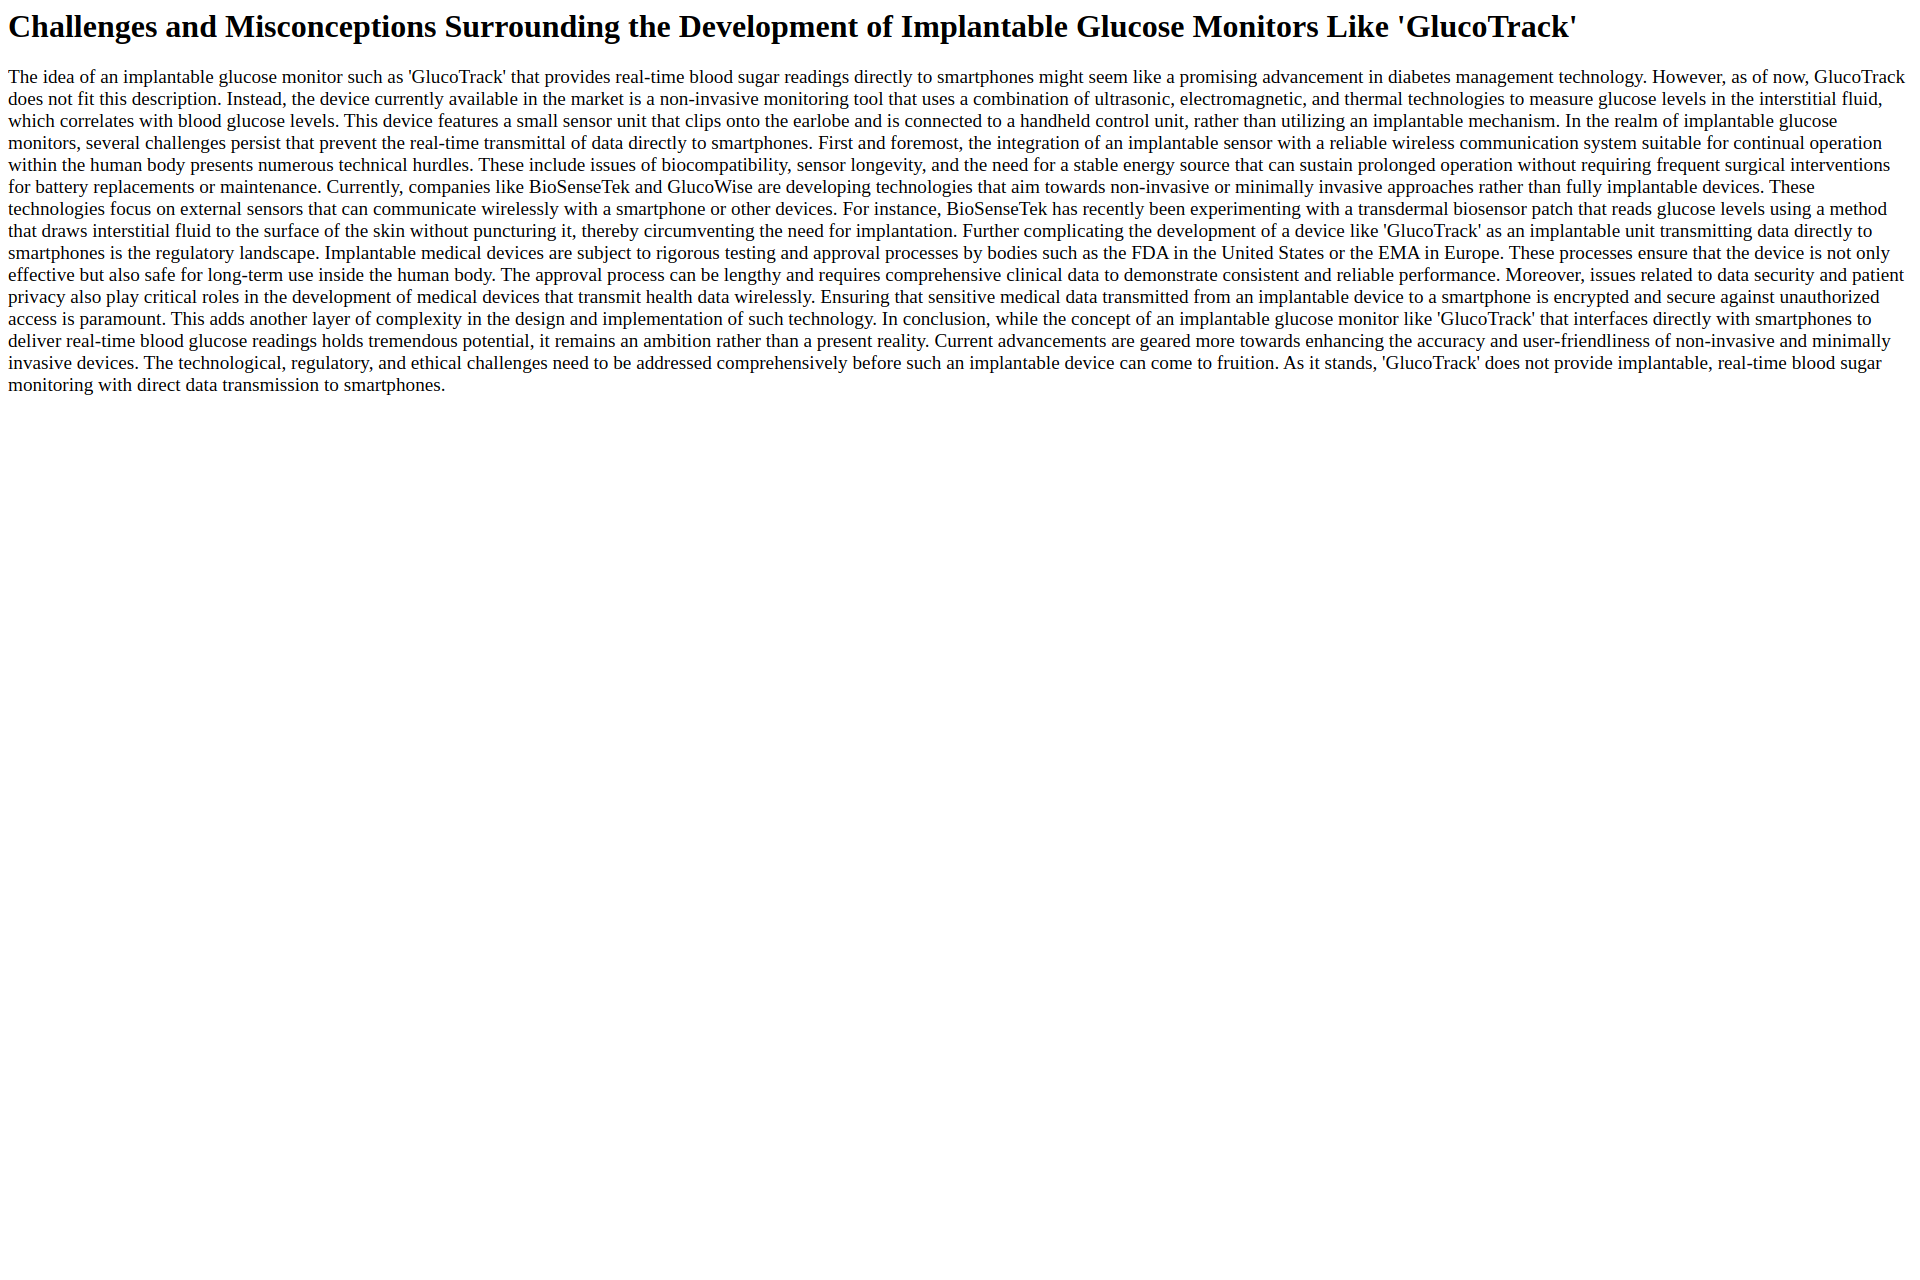 Challenges and Misconceptions Surrounding the Development of Implantable Glucose Monitors Like 'GlucoTrack'
The idea of an implantable glucose monitor such as 'GlucoTrack' that provides real-time blood sugar readings directly to smartphones might seem like a promising advancement in diabetes management technology. However, as of now, GlucoTrack
does not fit this description. Instead, the device currently available in the market is a non-invasive monitoring tool that uses a combination of ultrasonic, electromagnetic, and thermal technologies to measure glucose levels in the interstitial fluid,
which correlates with blood glucose levels. This device features a small sensor unit that clips onto the earlobe and is connected to a handheld control unit, rather than utilizing an implantable mechanism. In the realm of implantable glucose
monitors, several challenges persist that prevent the real-time transmittal of data directly to smartphones. First and foremost, the integration of an implantable sensor with a reliable wireless communication system suitable for continual operation
within the human body presents numerous technical hurdles. These include issues of biocompatibility, sensor longevity, and the need for a stable energy source that can sustain prolonged operation without requiring frequent surgical interventions
for battery replacements or maintenance. Currently, companies like BioSenseTek and GlucoWise are developing technologies that aim towards non-invasive or minimally invasive approaches rather than fully implantable devices. These
technologies focus on external sensors that can communicate wirelessly with a smartphone or other devices. For instance, BioSenseTek has recently been experimenting with a transdermal biosensor patch that reads glucose levels using a method
that draws interstitial fluid to the surface of the skin without puncturing it, thereby circumventing the need for implantation. Further complicating the development of a device like 'GlucoTrack' as an implantable unit transmitting data directly to
smartphones is the regulatory landscape. Implantable medical devices are subject to rigorous testing and approval processes by bodies such as the FDA in the United States or the EMA in Europe. These processes ensure that the device is not only
effective but also safe for long-term use inside the human body. The approval process can be lengthy and requires comprehensive clinical data to demonstrate consistent and reliable performance. Moreover, issues related to data security and patient
privacy also play critical roles in the development of medical devices that transmit health data wirelessly. Ensuring that sensitive medical data transmitted from an implantable device to a smartphone is encrypted and secure against unauthorized
access is paramount. This adds another layer of complexity in the design and implementation of such technology. In conclusion, while the concept of an implantable glucose monitor like 'GlucoTrack' that interfaces directly with smartphones to
deliver real-time blood glucose readings holds tremendous potential, it remains an ambition rather than a present reality. Current advancements are geared more towards enhancing the accuracy and user-friendliness of non-invasive and minimally
invasive devices. The technological, regulatory, and ethical challenges need to be addressed comprehensively before such an implantable device can come to fruition. As it stands, 'GlucoTrack' does not provide implantable, real-time blood sugar
monitoring with direct data transmission to smartphones.